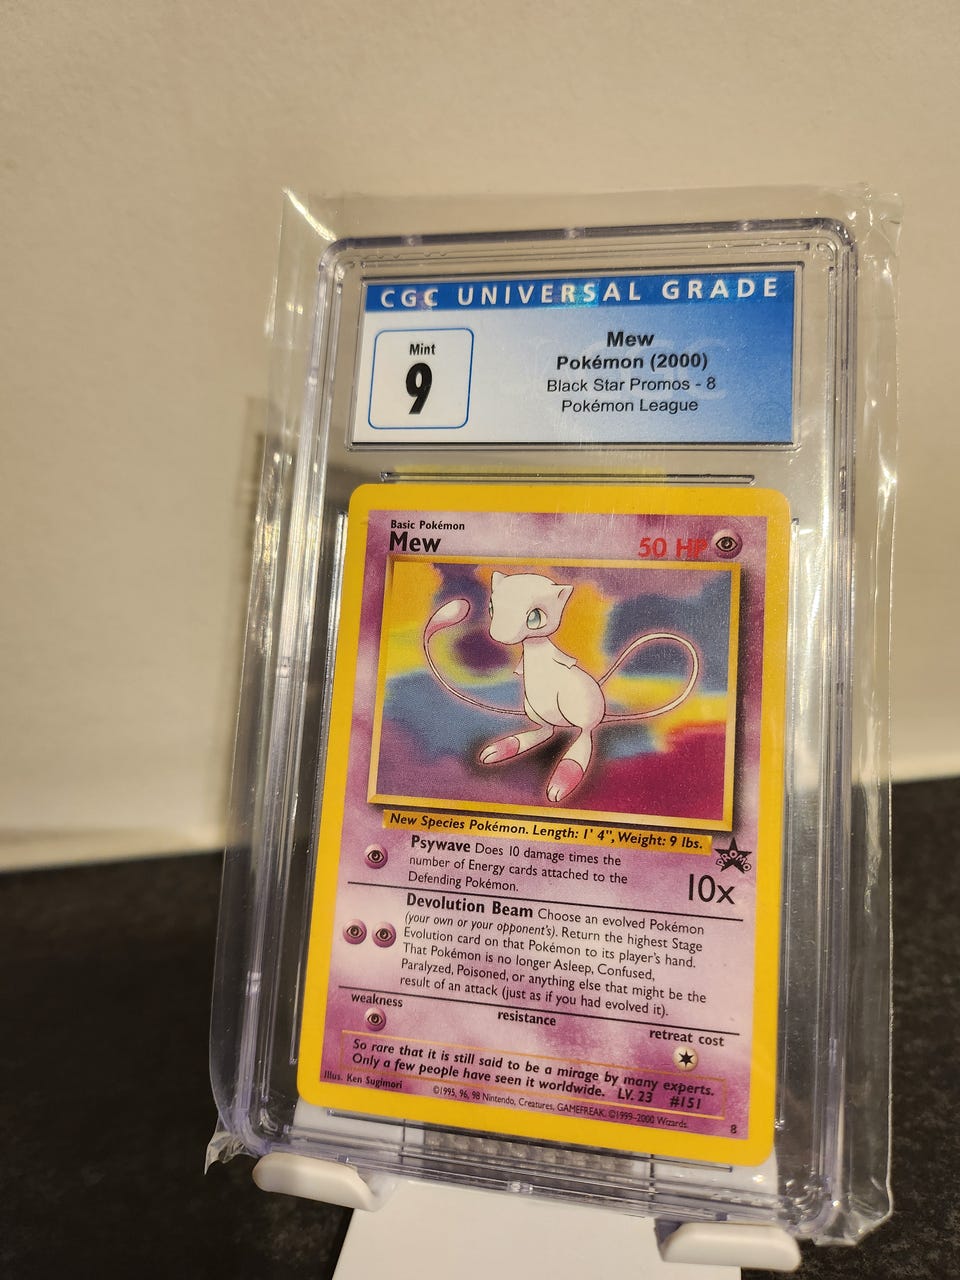 CGC UNIVERSAL GRADE
Mint
9
Mew
Pokémon (2000)
Black Star Promos - 8
Pokémon League
Basic Pokémon
Mew
50 HP
New Species Pokémon. Length: 1' 4", Weight: 9 lbs.
PROMO
Psywave Does 10 damage times the
number of Energy cards attached to the
Defending Pokémon.
10x
Devolution Beam Choose an evolved Pokémon
(your own or your opponent's). Return the highest Stage
Evolution card on that Pokémon to its player's hand.
That Pokémon is no longer Asleep, Confused,
Paralyzed, Poisoned, or anything else that might be the
result of an attack (just as if you had evolved it).
weakness
resistance
retreat cost
So rare that it is still said to be a mirage by many experts.
Only a few people have seen it worldwide. LV. 23 #151
Illus. Ken Sugimori
©1995, 96, 98 Nintendo, Creatures, GAMEFREAK. ©1999-2000 Wizards.
8